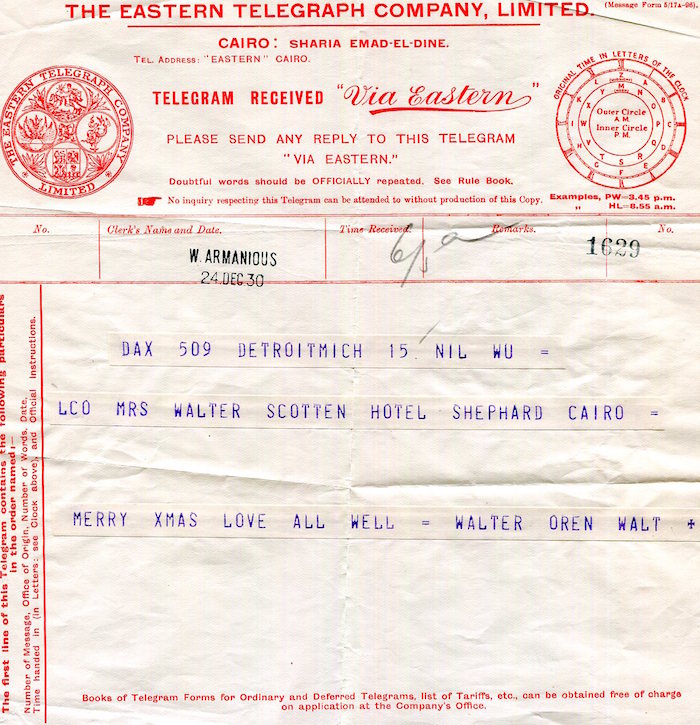 THE EASTERN TELEGRAPH COMPANY, LIMITED.
(Message Form 5/17A-26).
CAIRO: SHARIA EMAD-EL-DINE.
TEL. ADDRESS: "EASTERN" CAIRO.
TELEGRAM RECEIVED "Via Eastern"
PLEASE SEND ANY REPLY TO THIS TELEGRAM
"VIA EASTERN."
Doubtful words should be OFFICIALLY repeated. See Rule Book.
No inquiry respecting this Telegram can be attended to without production of this Copy.
THE EASTERN TELEGRAPH COMPANY
LIMITED
ORIGINAL TIME IN LETTERS OF THE CLOCK
Outer Circle
A.M.
Inner Circle
P.M.
Examples, PW=3.45 p.m.
„ HL=8.55 a.m.
No. Clerk's Name and Date. Time Received. Remarks. No.
W. ARMANIOUS
24.DEC 30
1629
DAX 509 DETROITMICH 15 NIL WU =
LCO MRS WALTER SCOTTEN HOTEL SHEPHARD CAIRO =
MERRY XMAS LOVE ALL WELL = WALTER OREN WALT +
The first line of this Telegram contains the following particulars
in the order named:—
Number of Message, Office of Origin, Number of Words, Date,
Time handed in (in Letters: see Clock above), and Official Instructions.
Books of Telegram Forms for Ordinary and Deferred Telegrams, list of Tariffs, etc., can be obtained free of charge
on application at the Company's Office.